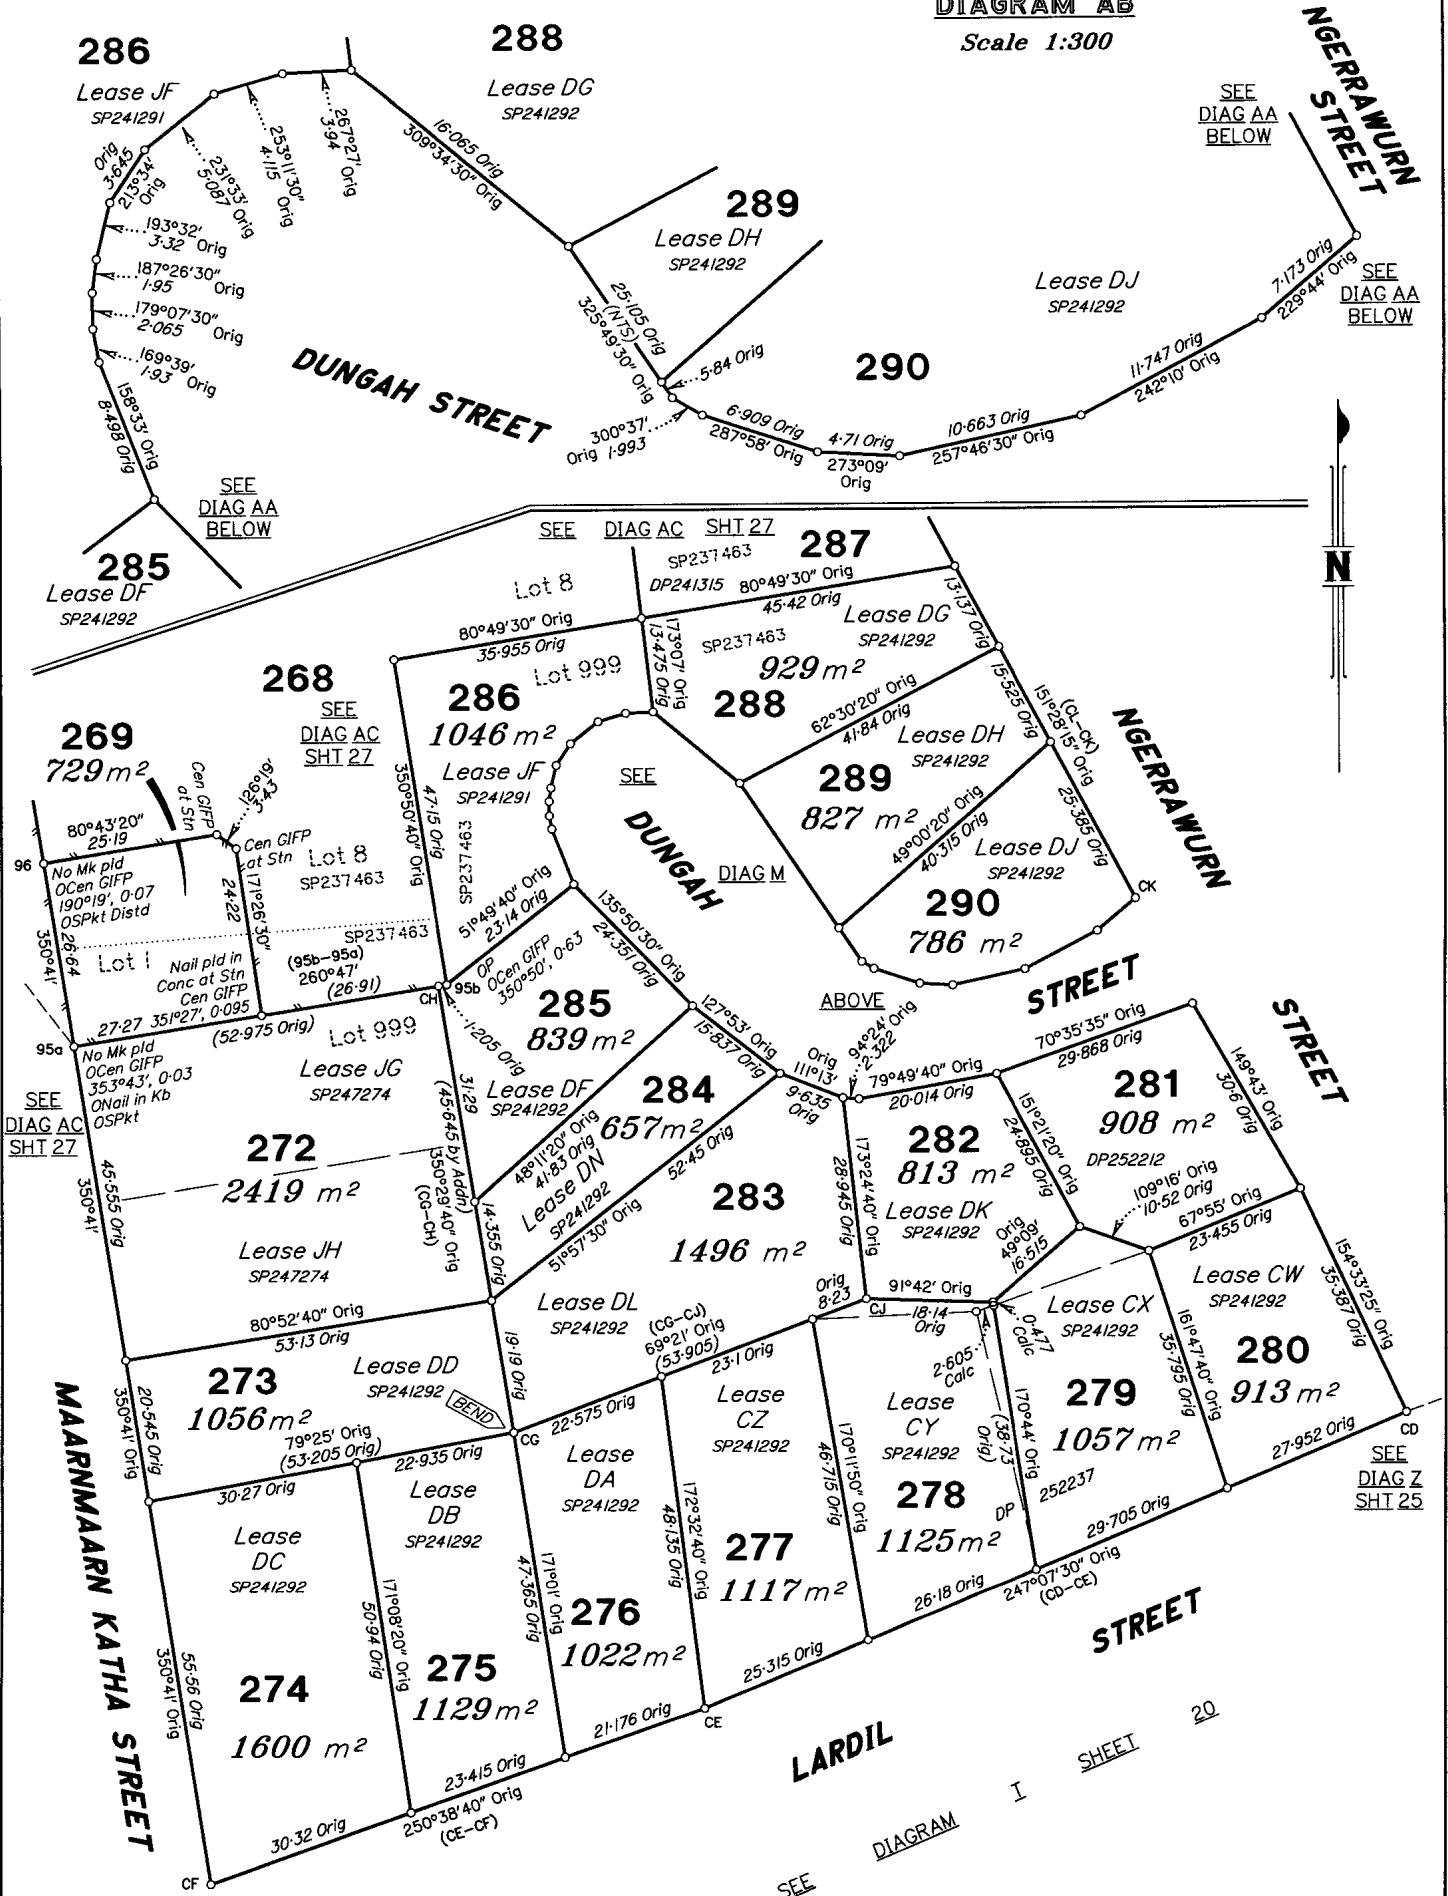 DIAGRAM AB
Scale 1:300
286
Lease JF
SP241291
288
Lease DG
SP241292
NGERRAWURN
STREET
SEE
DIAG AA
BELOW
289
Lease DH
SP241292
Lease DJ
SP241292
290
SEE
DIAG AA
BELOW
267°27'
3·94 Orig
253°11'30"
4·115 Orig
231°33'
5·087 Orig
Orig
3·645
213°34'
Orig
193°32'
3·32 Orig
187°26'30"
1·95 Orig
179°07'30"
2·065 Orig
169°39'
1·93 Orig
158°33' Orig
8·498 Orig
16·065 Orig
309°34'30" Orig
25·105 Orig
(NTS)
325°49'30" Orig
5·84 Orig
300°37'
Orig 1·993
6·909 Orig
287°58' Orig
4·71 Orig
273°09'
Orig
10·663 Orig
257°46'30" Orig
11·747 Orig
242°10' Orig
7·173 Orig
229°44' Orig
DUNGAH STREET
SEE
DIAG AA
BELOW
285
Lease DF
SP241292
N
SEE DIAG AC SHT 27
SP237463
287
DP241315
80°49'30" Orig
45·42 Orig
Lot 8
80°49'30" Orig
35·955 Orig
Lot 999
173°07' Orig
13·475 Orig
SP237463
Lease DG
SP241292
929 m²
288
13·137 Orig
15·525 Orig
151°28'15" Orig
(CL-CK)
25·385 Orig
62°30'20" Orig
41·84 Orig
Lease DH
SP241292
289
827 m²
49°00'20" Orig
40·315 Orig
Lease DJ
SP241292
290
786 m²
CK
NGERRAWURN
STREET
268
SEE
DIAG AC
SHT 27
286
1046 m²
Lease JF
SP241291
SP237463
350°50'40" Orig
47·15 Orig
SEE
DIAG M
ABOVE
DUNGAH
STREET
269
729 m²
80°43'20"
25·19
Cen GIFP
at Stn
126°19'
3·43
Cen GIFP
at Stn
96
No Mk pld
OCen GIFP
190°19', 0·07
OSPkt Distd
Lot 8
SP237463
24·22
171°26'30"
350°41'
26·64
Lot 1
Nail pld in
Conc at Stn
Cen GIFP
351°27', 0·095
27·27
(52·975 Orig)
SP237463
(95b-95a)
260°47'
(26·91)
CH
95b
95a
No Mk pld
OCen GIFP
353°43', 0·03
ONail in Kb
OSPkt
Lot 999
Lease JG
SP247274
SEE
DIAG AC
SHT 27
51°49'40" Orig
23·14 Orig
OP
OCen GIFP
350°50', 0·63
1·205 Orig
135°50'30" Orig
24·351 Orig
285
839 m²
Lease DF
SP241292
127°53' Orig
15·837 Orig
Orig
111°13'
9·635
Orig
94°24' Orig
2·322
79°49'40" Orig
20·014 Orig
70°35'35" Orig
29·868 Orig
272
2419 m²
Lease JH
SP247274
45·555 Orig
350°41'
31·29
(45·645 by Addn)
350°29'40" Orig
(CG-CH)
14·355 Orig
48°11'20" Orig
41·83 Orig
284
657 m²
Lease DN
SP241292
52·45 Orig
51°57'30" Orig
283
1496 m²
173°24'40" Orig
28·945 Orig
282
813 m²
Lease DK
SP241292
151°21'20" Orig
24·895 Orig
281
908 m²
DP252212
149°43' Orig
30·6 Orig
109°16' Orig
10·52 Orig
67°55' Orig
23·455 Orig
Orig
49°09'
16·515
80°52'40" Orig
53·13 Orig
Lease DL
SP241292
19·19 Orig
(CG-CJ)
69°21' Orig
(53·905)
23·1 Orig
Orig
8·23
CJ
91°42' Orig
18·14
Orig
Lease CX
SP241292
0·477
Calc
2·605
Calc
Lease CW
SP241292
280
913 m²
161°47'40" Orig
35·795 Orig
154°33'25" Orig
35·387 Orig
273
1056 m²
Lease DD
SP241292
BEND
79°25' Orig
(53·205 Orig)
22·935 Orig
30·27 Orig
20·545 Orig
350°41' Orig
CG
22·575 Orig
Lease
CZ
SP241292
Lease
CY
SP241292
170°44' Orig
(38·73
Orig)
279
1057 m²
DP 252237
27·952 Orig
CD
SEE
DIAG Z
SHT 25
Lease
DC
SP241292
Lease
DB
SP241292
Lease
DA
SP241292
172°32'40" Orig
48·135 Orig
170°11'50" Orig
46·715 Orig
278
1125 m²
29·705 Orig
247°07'30" Orig
(CD-CE)
26·18 Orig
277
1117 m²
25·315 Orig
276
1022 m²
171°01' Orig
47·365 Orig
171°08'20" Orig
50·94 Orig
275
1129 m²
274
1600 m²
55·56 Orig
350°41' Orig
21·176 Orig
CE
23·415 Orig
250°38'40" Orig
(CE-CF)
30·32 Orig
CF
MAARNMAARN KATHA STREET
LARDIL
STREET
SEE DIAGRAM I SHEET 20